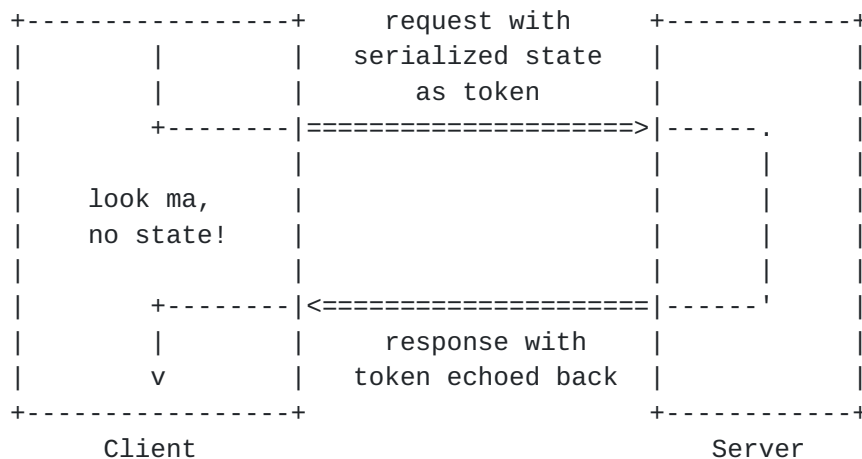 request with
serialized state
as token
look ma,
no state!
response with
token echoed back
Client
Server